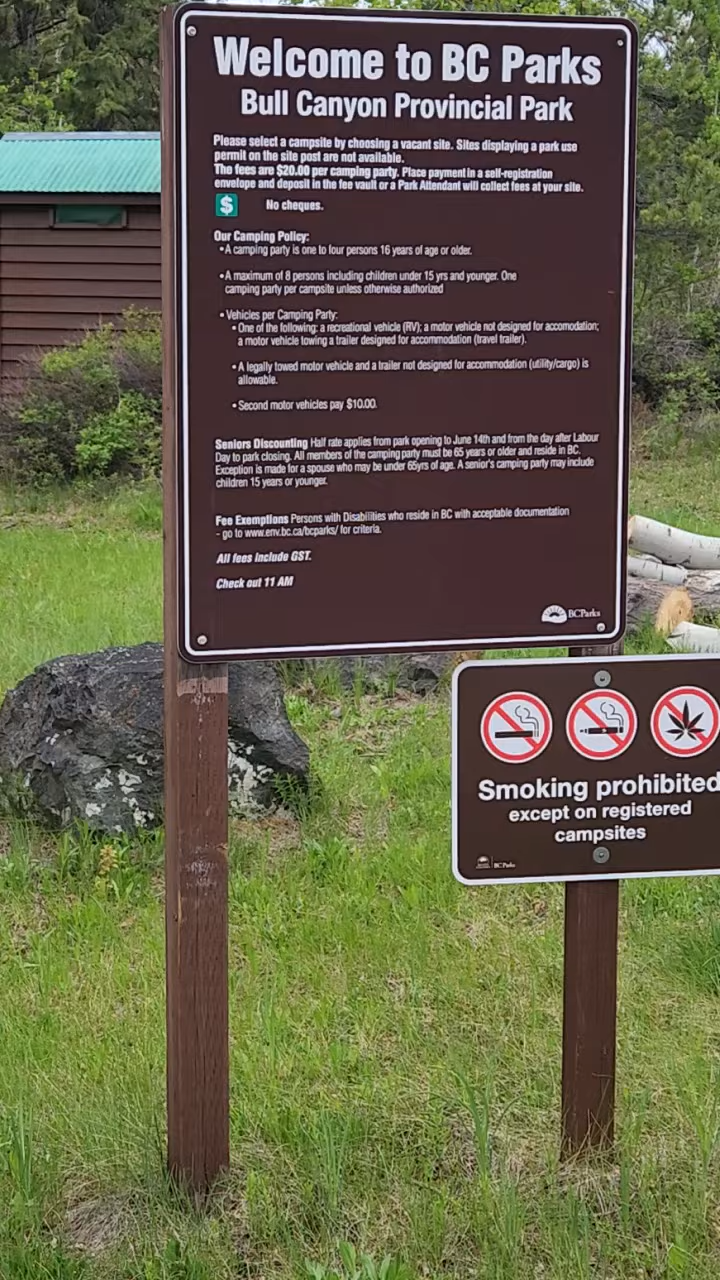 Welcome to BC Parks
Bull Canyon Provincial Park
Please select a campsite by choosing a vacant site. Sites displaying a park use
permit on the site post are not available.
The fees are $20.00 per camping party. Place payment in a self-registration
envelope and deposit in the fee vault or a Park Attendant will collect fees at your site.
$ No cheques.
Our Camping Policy:
• A camping party is one to four persons 16 years of age or older.
• A maximum of 8 persons including children under 15 yrs and younger. One
camping party per campsite unless otherwise authorized
• Vehicles per Camping Party:
• One of the following: a recreational vehicle (RV); a motor vehicle not designed for accomodation;
a motor vehicle towing a trailer designed for accommodation (travel trailer).
• A legally towed motor vehicle and a trailer not designed for accommodation (utility/cargo) is
allowable.
• Second motor vehicles pay $10.00.
Seniors Discounting Half rate applies from park opening to June 14th and from the day after Labour
Day to park closing. All members of the camping party must be 65 years or older and reside in BC.
Exception is made for a spouse who may be under 65yrs of age. A senior's camping party may include
children 15 years or younger.
Fee Exemptions Persons with Disabilities who reside in BC with acceptable documentation
- go to www.env.bc.ca/bcparks/ for criteria.
All fees include GST.
Check out 11 AM
BCParks
Smoking prohibited
except on registered
campsites
BCParks